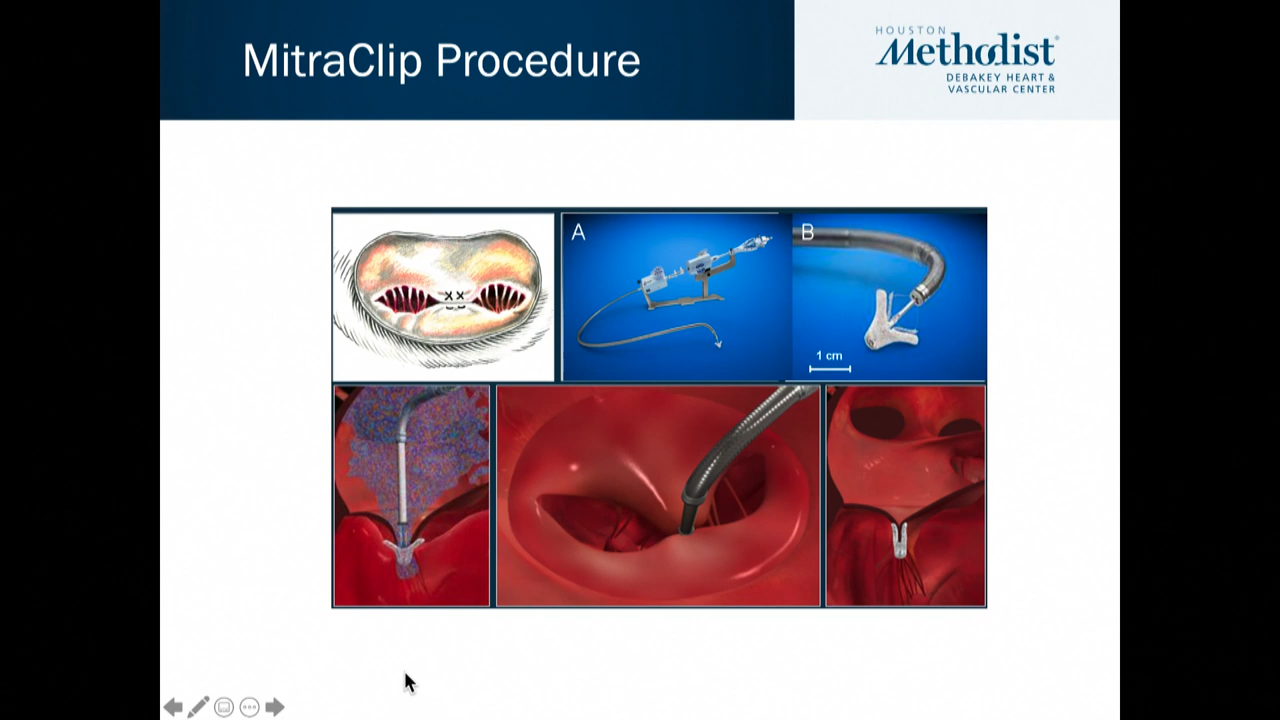 MitraClip Procedure
HOUSTON
Methodist®
DEBAKEY HEART &
VASCULAR CENTER
A
B
x x
1 cm